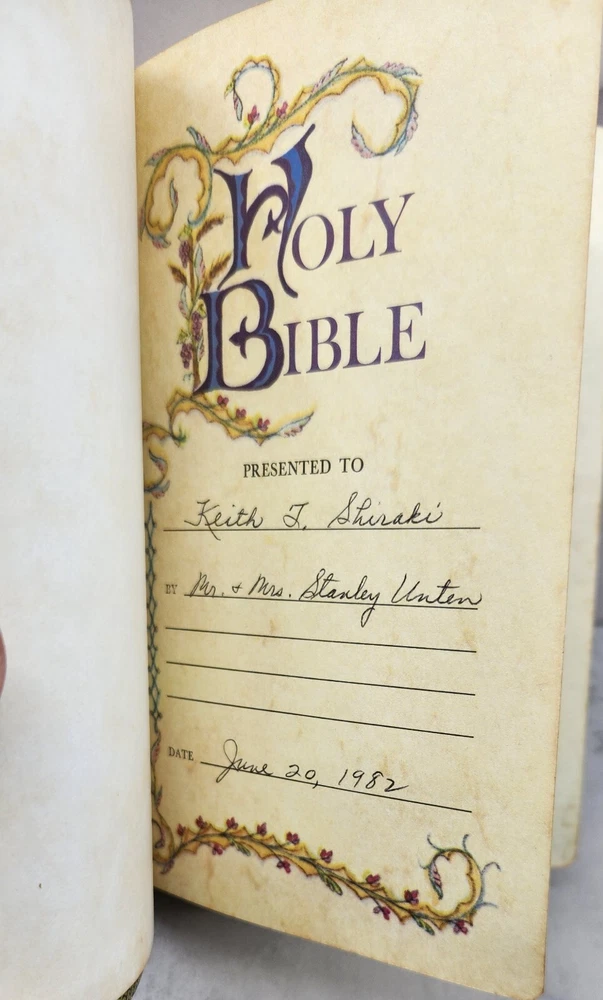 HOLY
BIBLE
PRESENTED TO
Keith T. Shiraki
BY Mr. & Mrs. Stanley Unten
DATE June 20, 1982